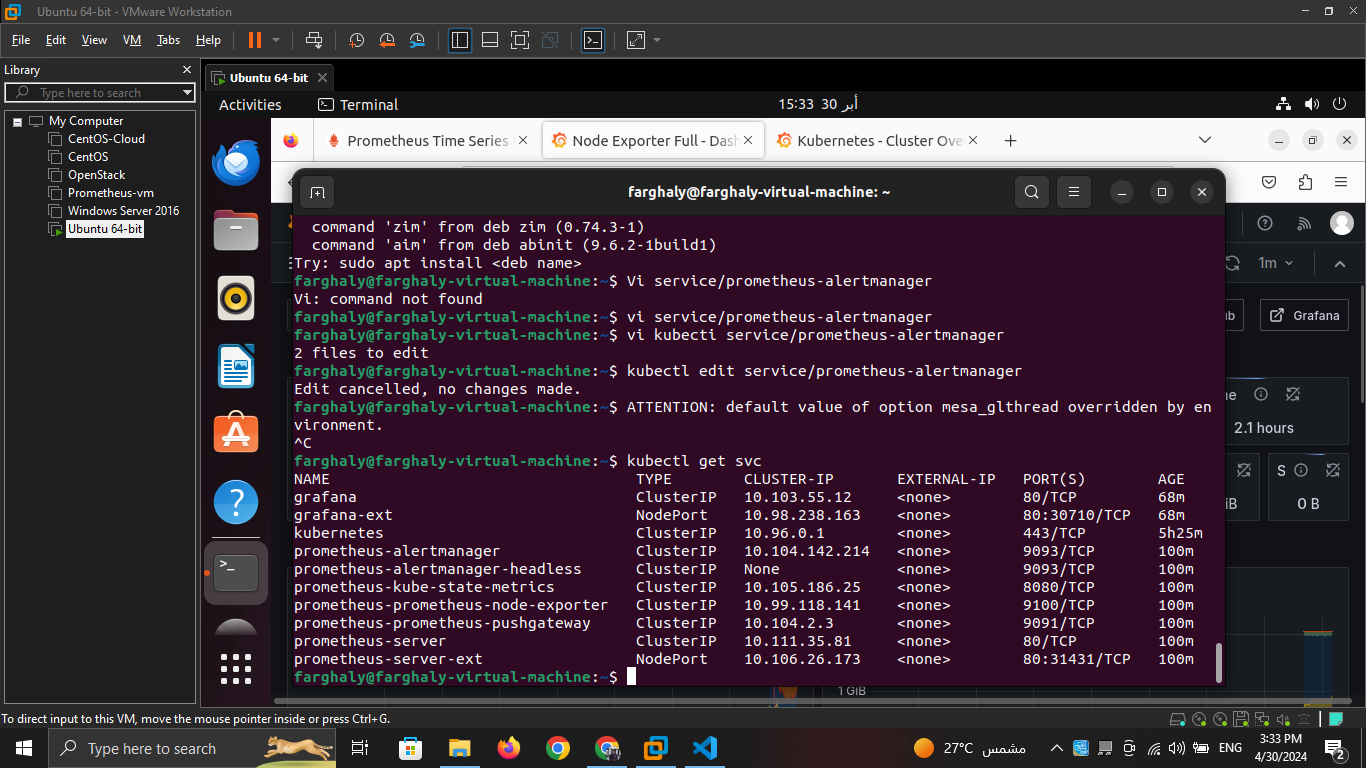 Ubuntu 64-bit - VMware Workstation
File Edit View VM Tabs Help
Library
Type here to search
My Computer
CentOS-Cloud
CentOS
OpenStack
Prometheus-vm
Windows Server 2016
Ubuntu 64-bit
Ubuntu 64-bit
Activities Terminal 15:33 30 أبر
Prometheus Time Series Node Exporter Full - Dash Kubernetes - Cluster Ove
farghaly@farghaly-virtual-machine: ~
1m
Grafana
2.1 hours
S
0 B
1 GiB
command 'zim' from deb zim (0.74.3-1)
command 'aim' from deb abinit (9.6.2-1build1)
Try: sudo apt install <deb name>
farghaly@farghaly-virtual-machine:~$ Vi service/prometheus-alertmanager
Vi: command not found
farghaly@farghaly-virtual-machine:~$ vi service/prometheus-alertmanager
farghaly@farghaly-virtual-machine:~$ vi kubecti service/prometheus-alertmanager
2 files to edit
farghaly@farghaly-virtual-machine:~$ kubectl edit service/prometheus-alertmanager
Edit cancelled, no changes made.
farghaly@farghaly-virtual-machine:~$ ATTENTION: default value of option mesa_glthread overridden by en
vironment.
^C
farghaly@farghaly-virtual-machine:~$ kubectl get svc
NAME TYPE CLUSTER-IP EXTERNAL-IP PORT(S) AGE
grafana ClusterIP 10.103.55.12 <none> 80/TCP 68m
grafana-ext NodePort 10.98.238.163 <none> 80:30710/TCP 68m
kubernetes ClusterIP 10.96.0.1 <none> 443/TCP 5h25m
prometheus-alertmanager ClusterIP 10.104.142.214 <none> 9093/TCP 100m
prometheus-alertmanager-headless ClusterIP None <none> 9093/TCP 100m
prometheus-kube-state-metrics ClusterIP 10.105.186.25 <none> 8080/TCP 100m
prometheus-prometheus-node-exporter ClusterIP 10.99.118.141 <none> 9100/TCP 100m
prometheus-prometheus-pushgateway ClusterIP 10.104.2.3 <none> 9091/TCP 100m
prometheus-server ClusterIP 10.111.35.81 <none> 80/TCP 100m
prometheus-server-ext NodePort 10.106.26.173 <none> 80:31431/TCP 100m
farghaly@farghaly-virtual-machine:~$
To direct input to this VM, move the mouse pointer inside or press Ctrl+G.
Type here to search
27°C مشمس
ENG
3:33 PM
4/30/2024
2